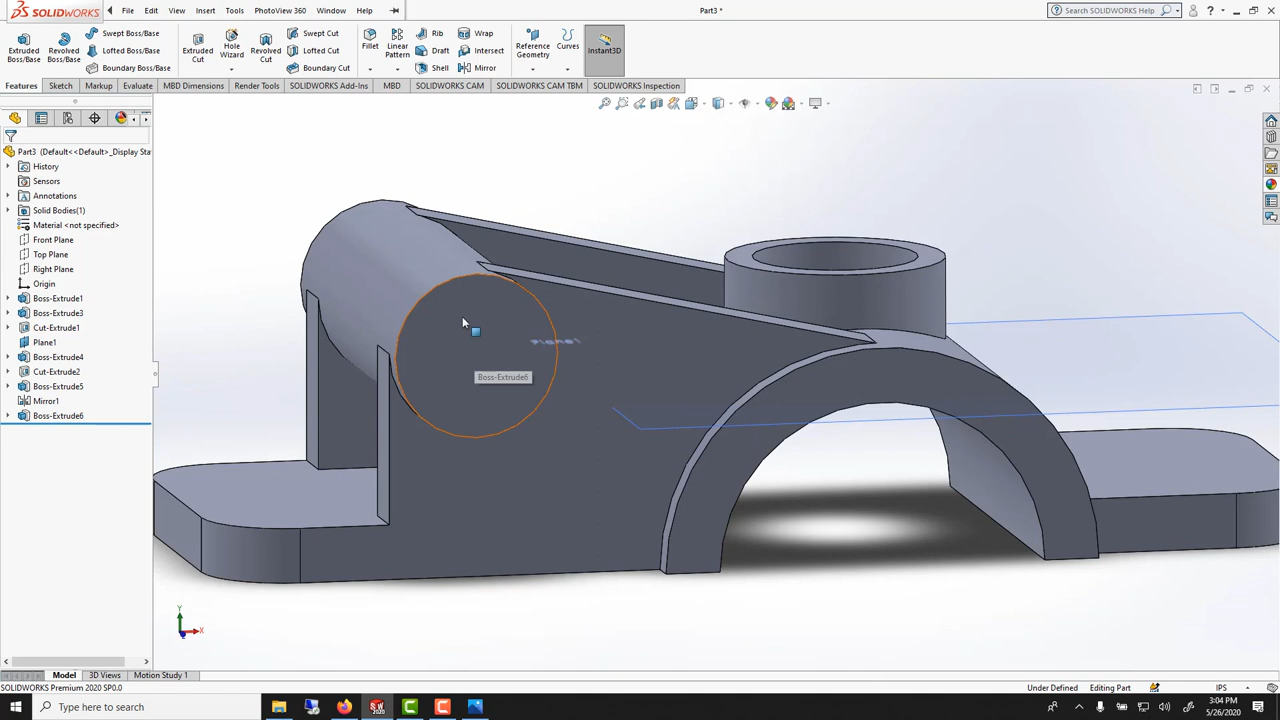 SOLIDWORKS File Edit View Insert Tools PhotoView 360 Window Help Part3 * Search SOLIDWORKS Help
Extruded Boss/Base Revolved Boss/Base Swept Boss/Base Lofted Boss/Base Boundary Boss/Base Extruded Cut Hole Wizard Revolved Cut Swept Cut Lofted Cut Boundary Cut Fillet Linear Pattern Rib Draft Shell Wrap Intersect Mirror Reference Geometry Curves Instant3D
Features Sketch Markup Evaluate MBD Dimensions Render Tools SOLIDWORKS Add-Ins MBD SOLIDWORKS CAM SOLIDWORKS CAM TBM SOLIDWORKS Inspection
Part3 (Default<<Default>_Display Sta
History
Sensors
Annotations
Solid Bodies(1)
Material <not specified>
Front Plane
Top Plane
Right Plane
Origin
Boss-Extrude1
Boss-Extrude3
Cut-Extrude1
Plane1
Boss-Extrude4
Cut-Extrude2
Boss-Extrude5
Mirror1
Boss-Extrude6
Plane1
Boss-Extrude6
Y
X
Model 3D Views Motion Study 1
SOLIDWORKS Premium 2020 SP0.0 Under Defined Editing Part IPS
Type here to search SW 2020 3:04 PM
5/26/2020